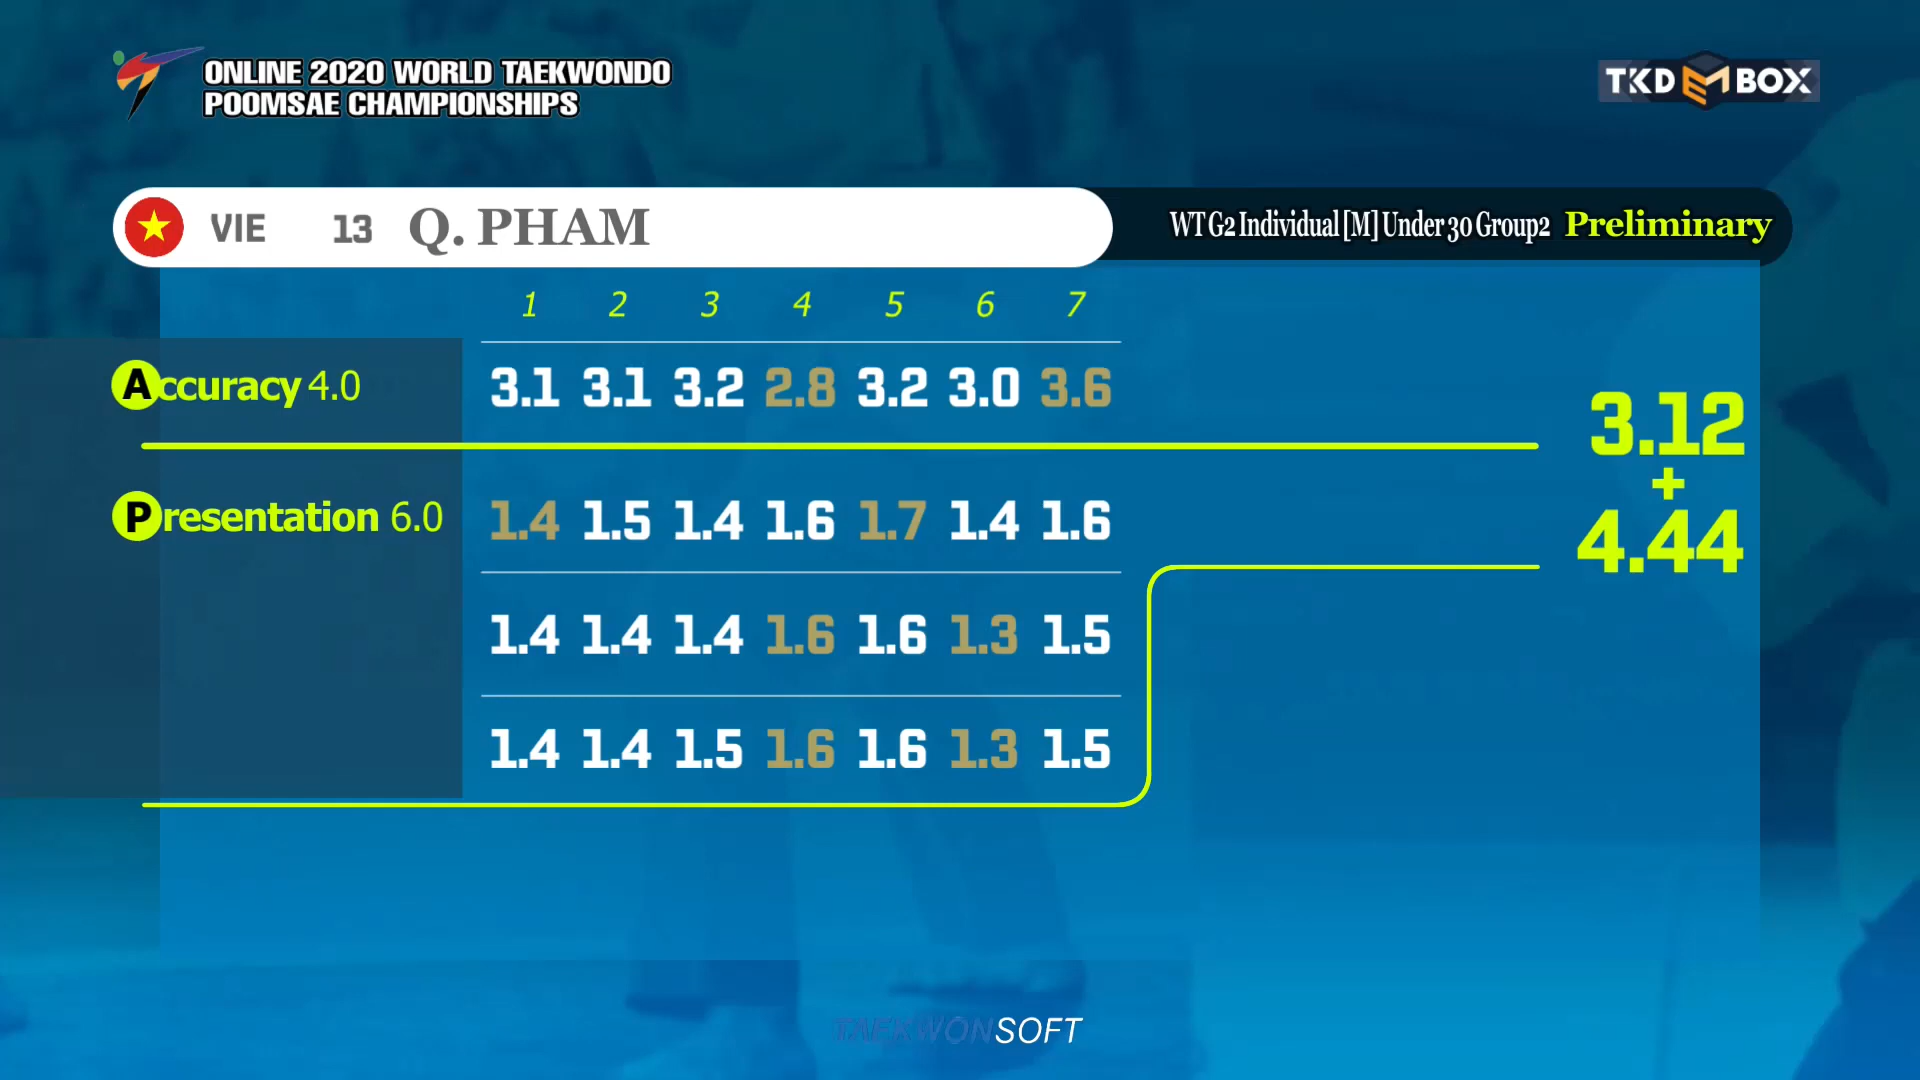 ONLINE 2020 WORLD TAEKWONDO
POOMSAE CHAMPIONSHIPS
TKD BOX
VIE 13 Q. PHAM
WT G2 Individual [M] Under 30 Group2 Preliminary
1 2 3 4 5 6 7
Accuracy 4.0 3.1 3.1 3.2 2.8 3.2 3.0 3.6
3.12
+
4.44
Presentation 6.0 1.4 1.5 1.4 1.6 1.7 1.4 1.6
1.4 1.4 1.4 1.6 1.6 1.3 1.5
1.4 1.4 1.5 1.6 1.6 1.3 1.5
TAEKWONSOFT